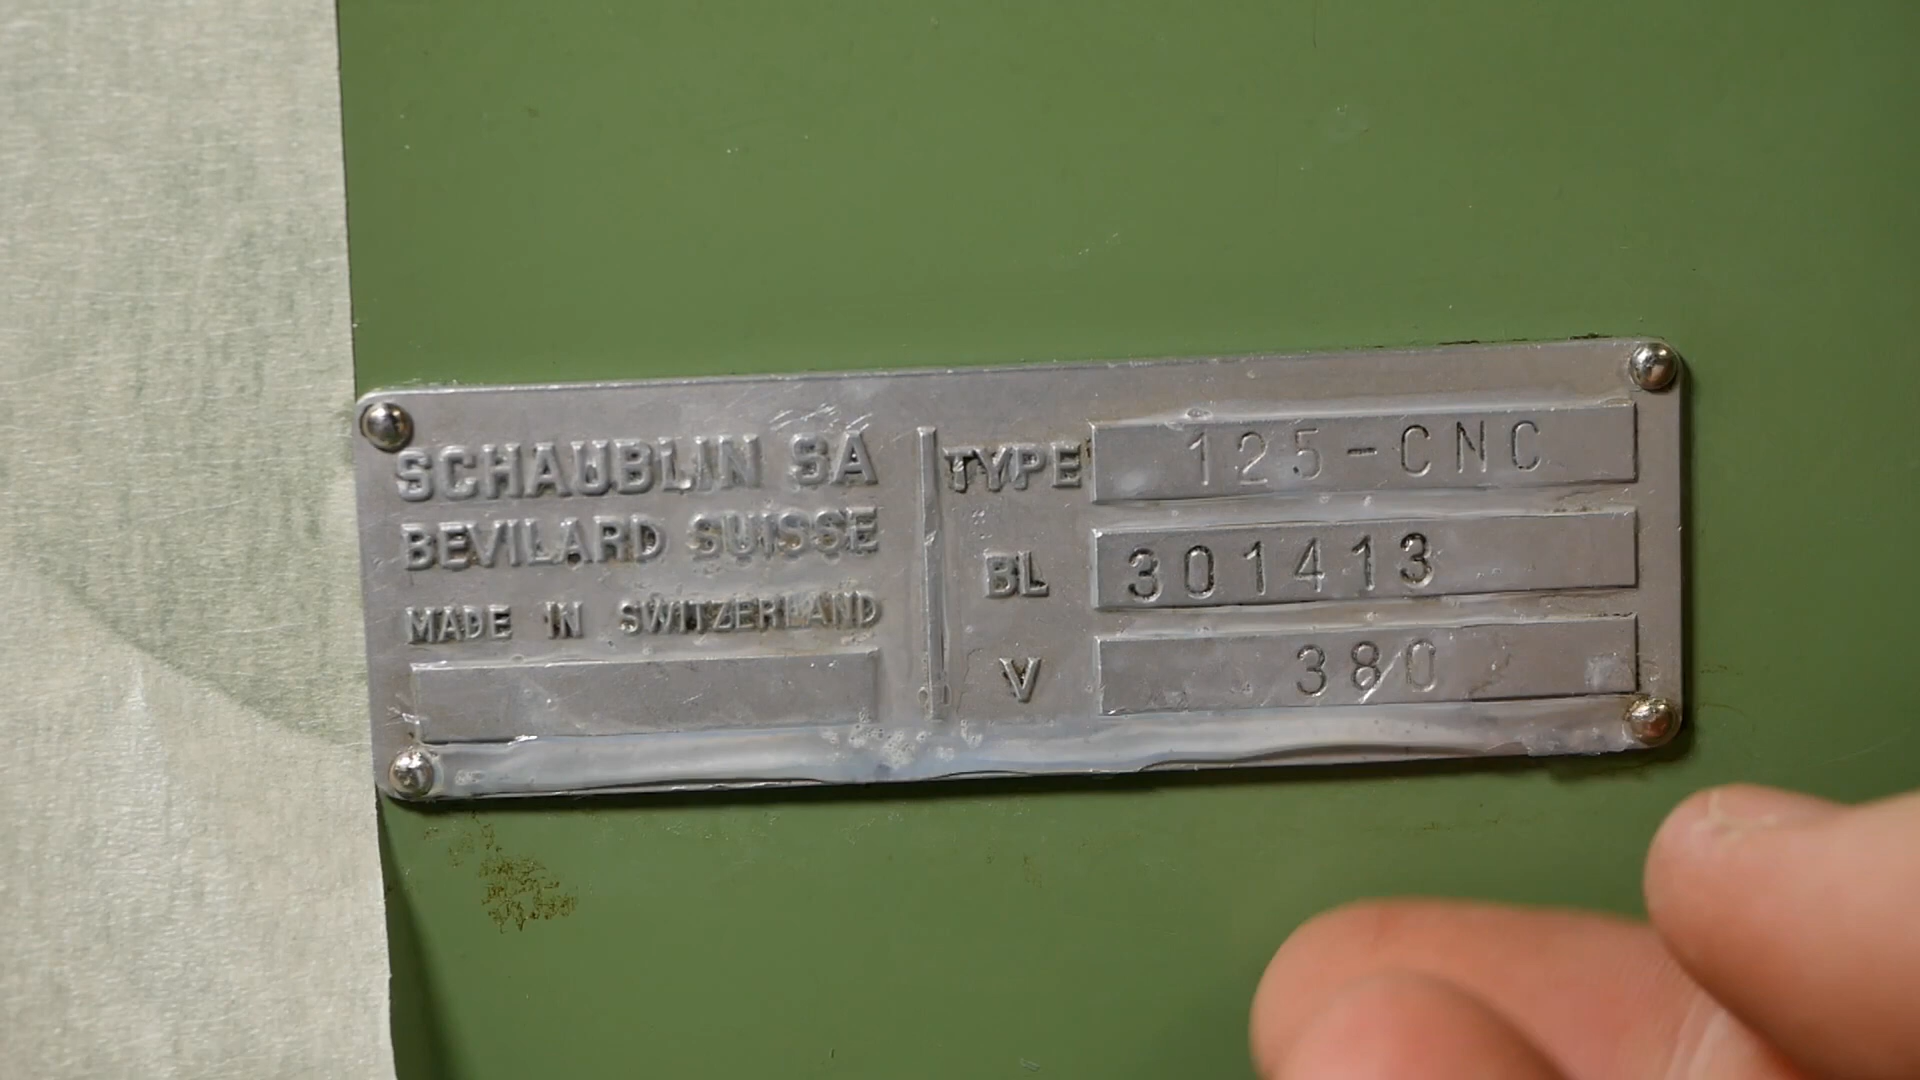 SCHAUBLIN SA
BEVILARD SUISSE
MADE IN SWITZERLAND
TYPE 125-CNC
BL 301413
V 380